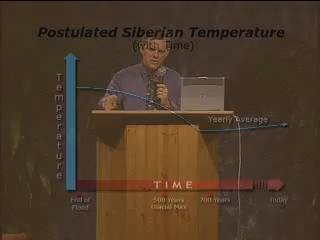 Postulated Siberian Temperature
(with Time)
Temperature
Yearly Average
TIME
End of
Flood
500 Years
Glacial Max
700 Years
Today